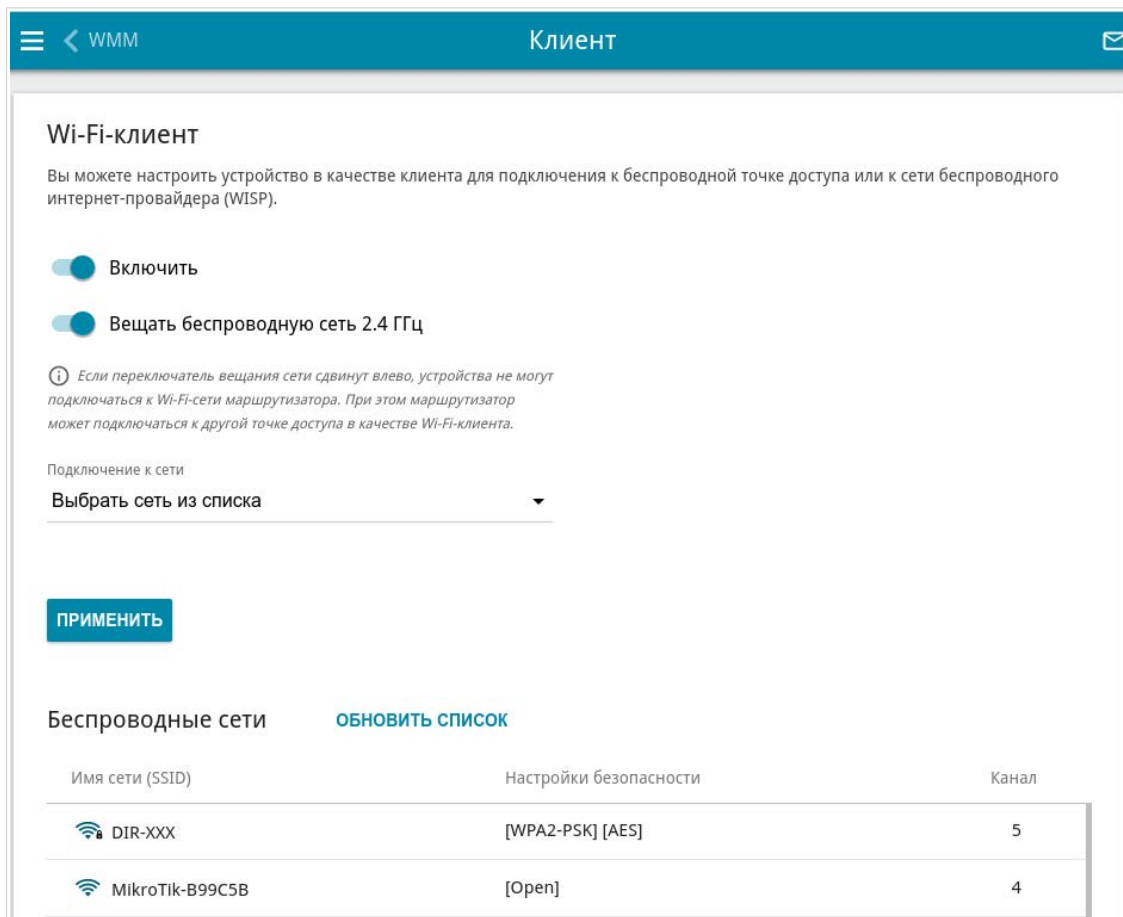 WMM
Клиент
Wi-Fi-клиент
Вы можете настроить устройство в качестве клиента для подключения к беспроводной точке доступа или к сети беспроводного
интернет-провайдера (WISP).
Включить
Вещать беспроводную сеть 2.4 ГГц
Если переключатель вещания сети сдвинут влево, устройства не могут
подключаться к Wi-Fi-сети маршрутизатора. При этом маршрутизатор
может подключаться к другой точке доступа в качестве Wi-Fi-клиента.
Подключение к сети
Выбрать сеть из списка
ПРИМЕНИТЬ
Беспроводные сети ОБНОВИТЬ СПИСОК
Имя сети (SSID) Настройки безопасности Канал
DIR-XXX [WPA2-PSK] [AES] 5
MikroTik-B99C5B [Open] 4